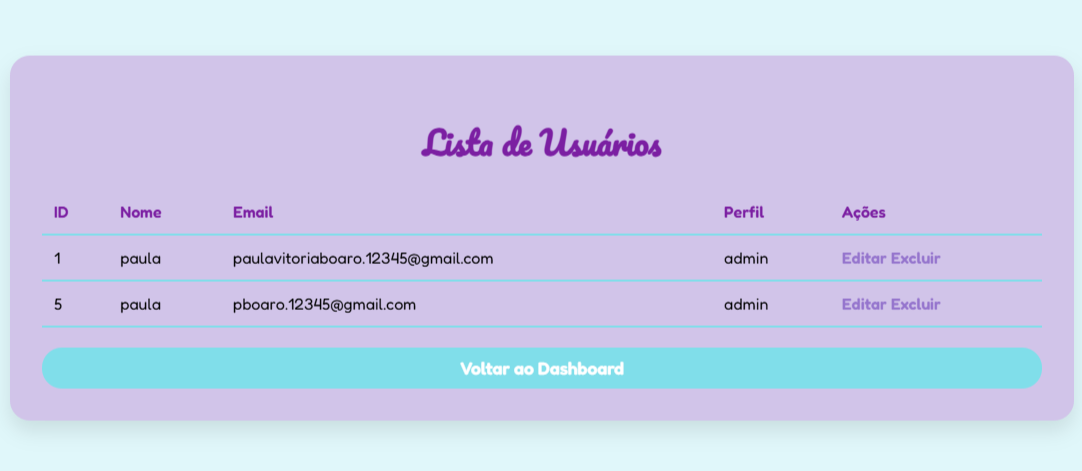 Lista de Usuários
ID Nome Email Perfil Ações
1 paula paulavitoriaboaro.12345@gmail.com admin Editar Excluir
5 paula pboaro.12345@gmail.com admin Editar Excluir
Voltar ao Dashboard